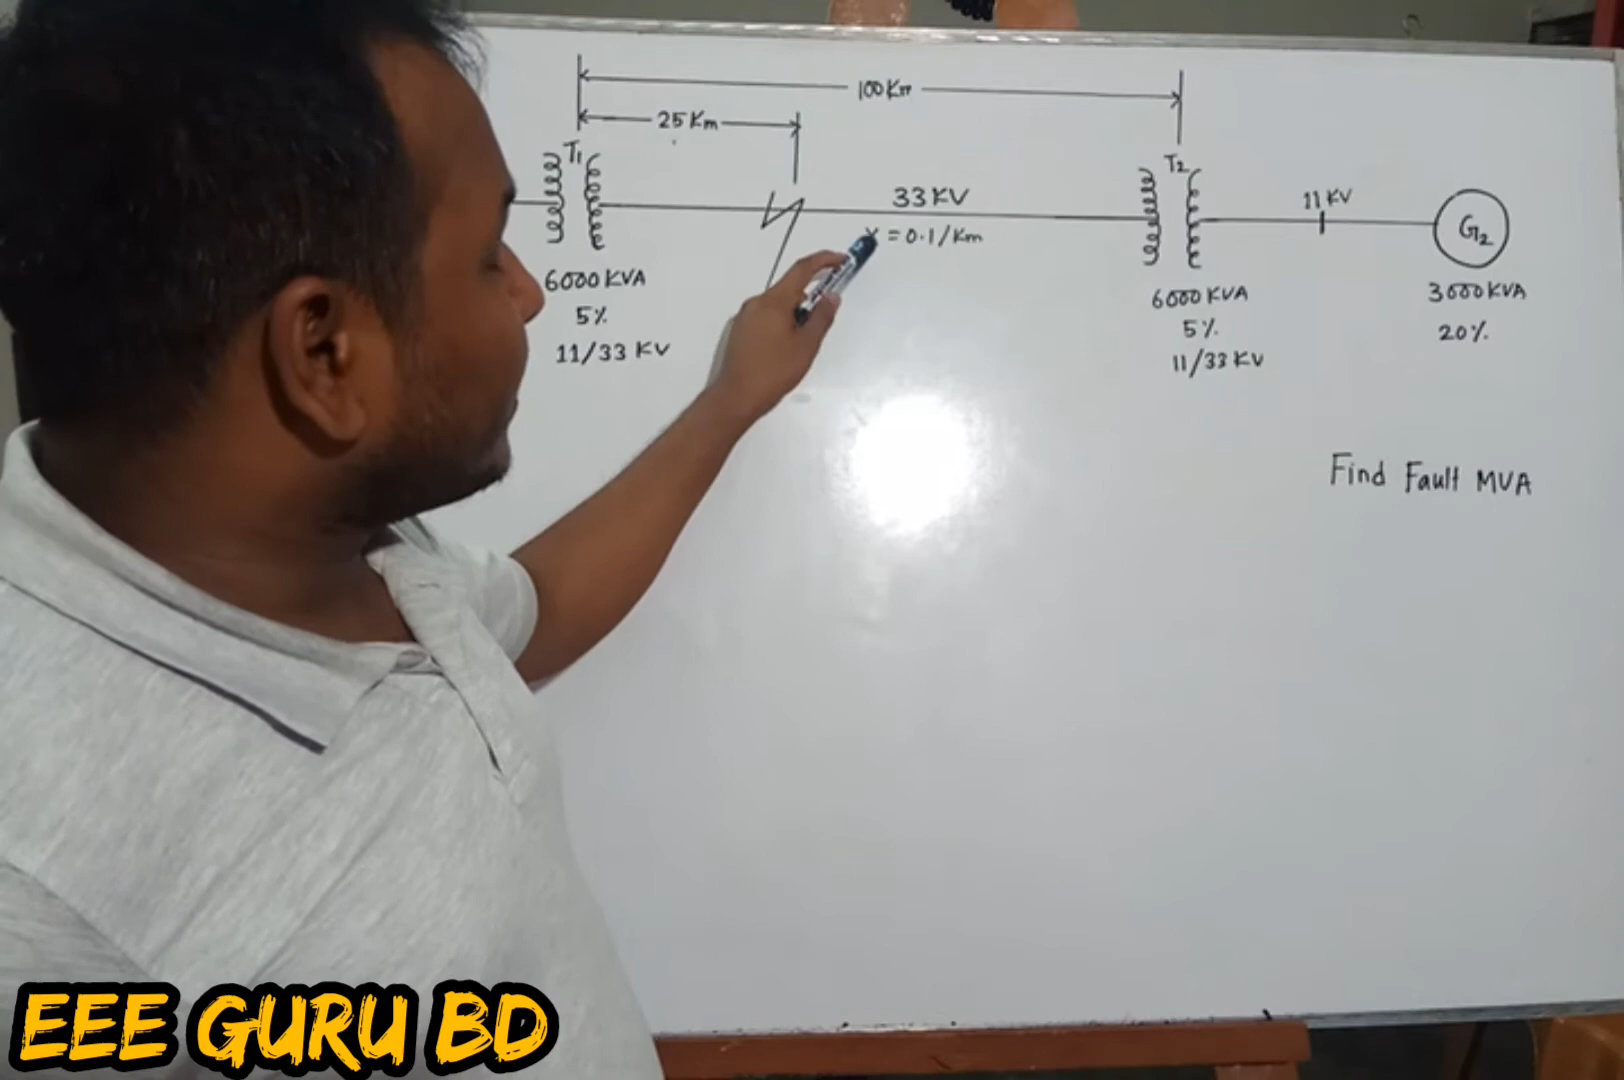 100 Km
25 Km
T1
T2
33 KV
11 KV
G2
X = 0.1/Km
6000 KVA
5%
11/33 KV
6000 KVA
5%
11/33 KV
3000 KVA
20%
Find Fault MVA
EEE GURU BD